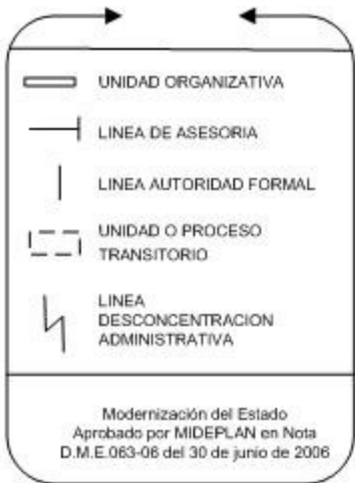 UNIDAD ORGANIZATIVA
LINEA DE ASESORIA
LINEA AUTORIDAD FORMAL
UNIDAD O PROCESO
TRANSITORIO
LINEA
DESCONCENTRACION
ADMINISTRATIVA
Modernización del Estado
Aprobado por MIDEPLAN en Nota
D.M.E.063-06 del 30 de junio de 2006